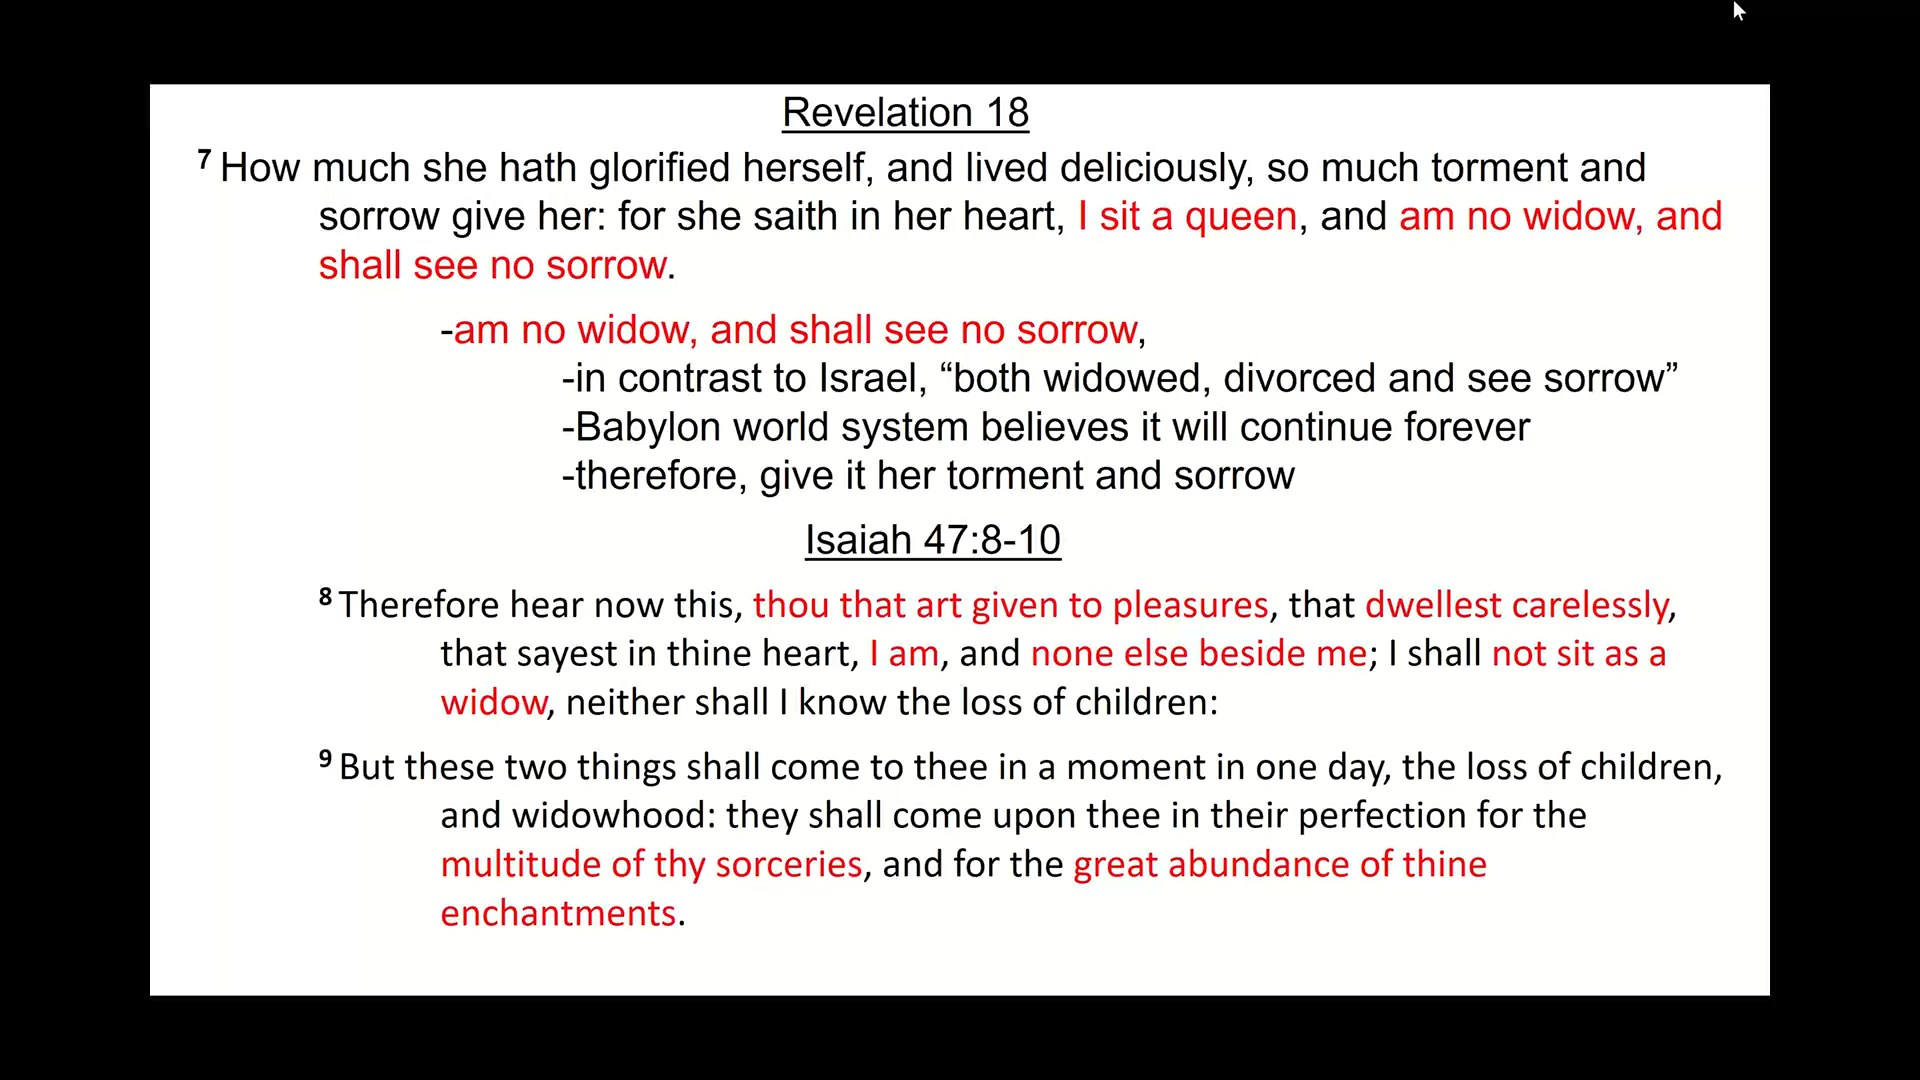 Revelation 18
7 How much she hath glorified herself, and lived deliciously, so much torment and
sorrow give her: for she saith in her heart, I sit a queen, and am no widow, and
shall see no sorrow.
-am no widow, and shall see no sorrow,
-in contrast to Israel, “both widowed, divorced and see sorrow”
-Babylon world system believes it will continue forever
-therefore, give it her torment and sorrow
Isaiah 47:8-10
8 Therefore hear now this, thou that art given to pleasures, that dwellest carelessly,
that sayest in thine heart, I am, and none else beside me; I shall not sit as a
widow, neither shall I know the loss of children:
9 But these two things shall come to thee in a moment in one day, the loss of children,
and widowhood: they shall come upon thee in their perfection for the
multitude of thy sorceries, and for the great abundance of thine
enchantments.